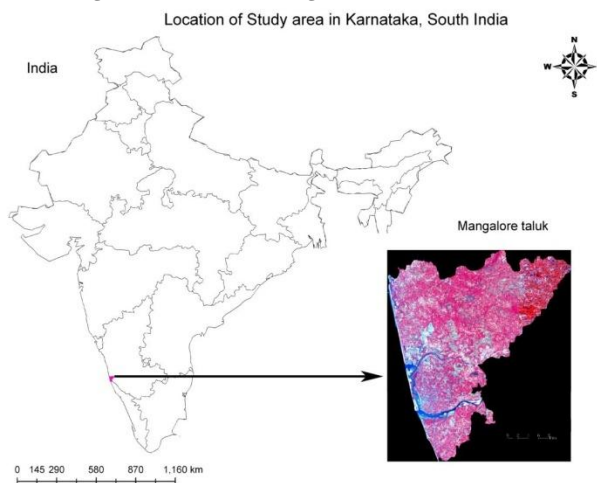 Location of Study area in Karnataka, South India
India
N
W E
S
Mangalore taluk
0 145 290 580 870 1,160 km